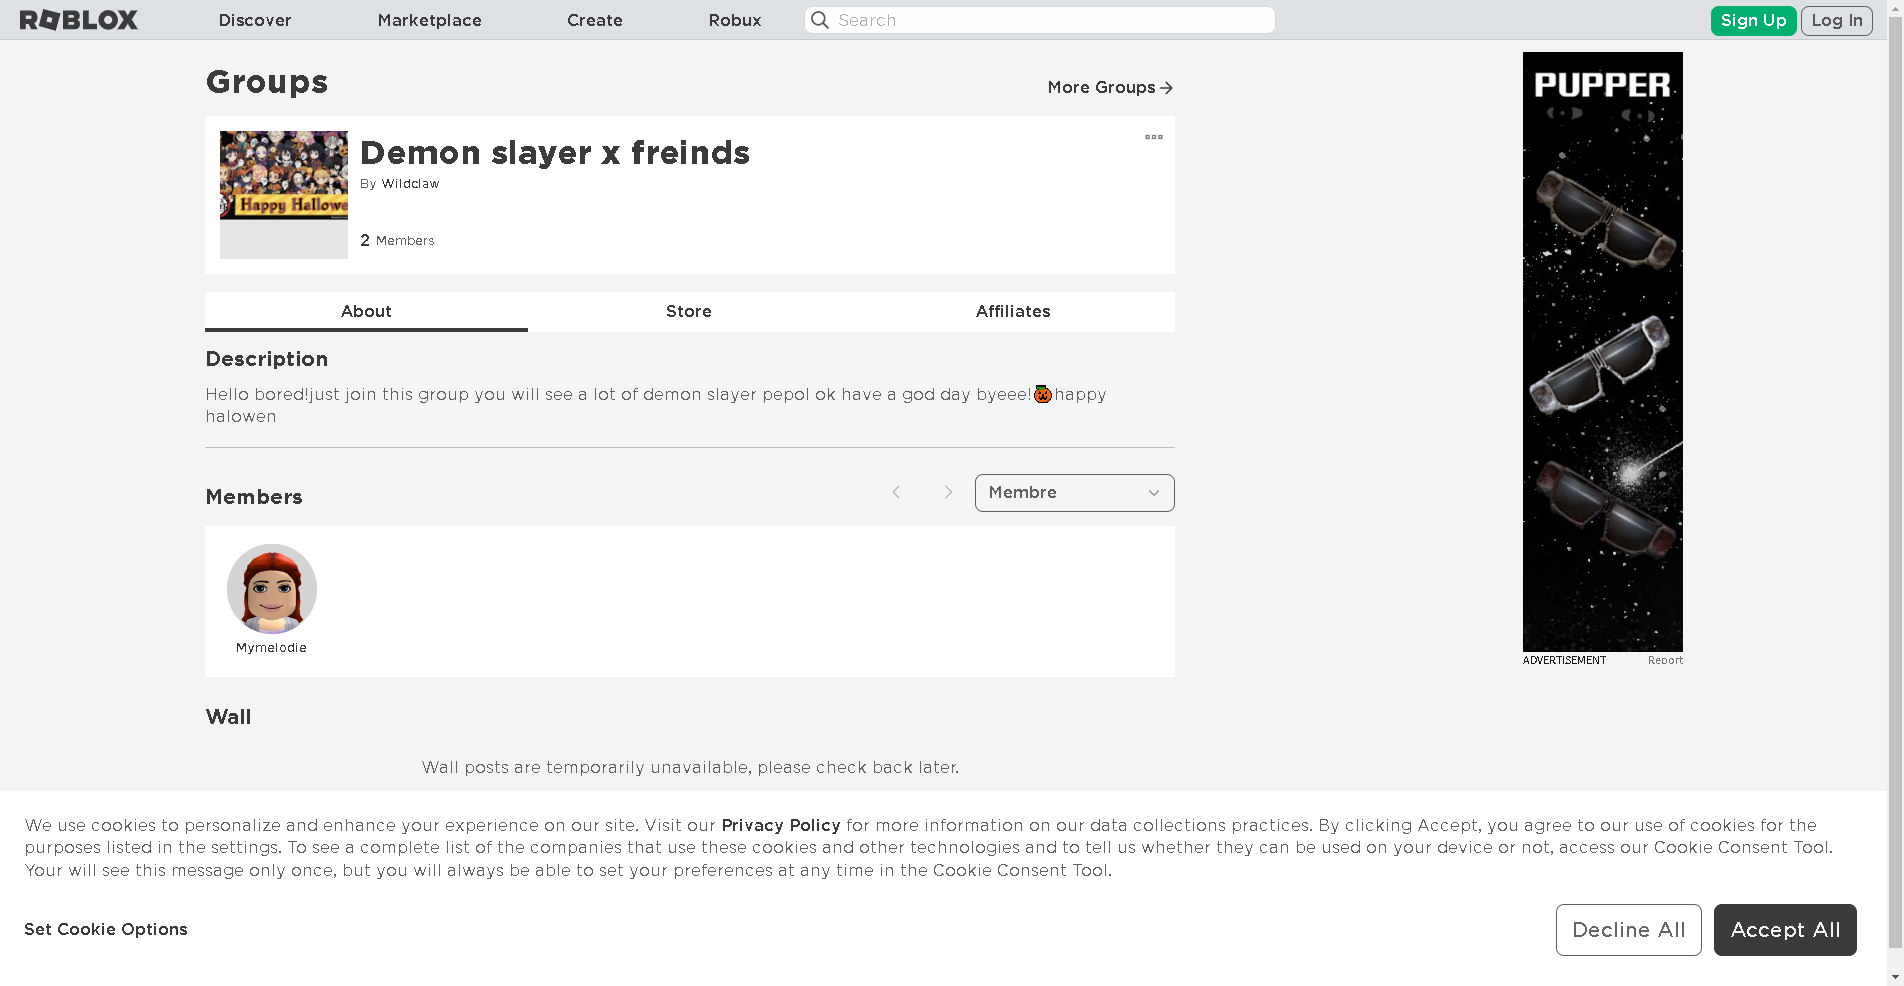 ROBLOX Discover Marketplace Create Robux Search Sign Up Log In
Groups
More Groups
PUPPER
Happy Hallowe
Demon slayer x freinds
By Wildclaw
2 Members
About Store Affiliates
Description
Hello bored!just join this group you will see a lot of demon slayer pepol ok have a god day byeee!🎃happy
halowen
Members
Membre
Mymelodie
ADVERTISEMENT Report
Wall
Wall posts are temporarily unavailable, please check back later.
We use cookies to personalize and enhance your experience on our site. Visit our Privacy Policy for more information on our data collections practices. By clicking Accept, you agree to our use of cookies for the
purposes listed in the settings. To see a complete list of the companies that use these cookies and other technologies and to tell us whether they can be used on your device or not, access our Cookie Consent Tool.
Your will see this message only once, but you will always be able to set your preferences at any time in the Cookie Consent Tool.
Set Cookie Options
Decline All
Accept All